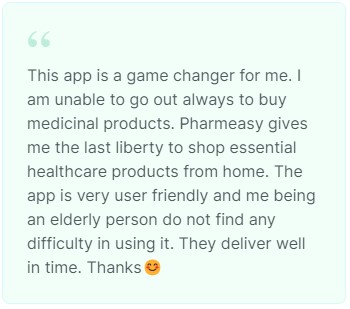 “
This app is a game changer for me. I
am unable to go out always to buy
medicinal products. Pharmeasy gives
me the last liberty to shop essential
healthcare products from home. The
app is very user friendly and me being
an elderly person do not find any
difficulty in using it. They deliver well
in time. Thanks😊